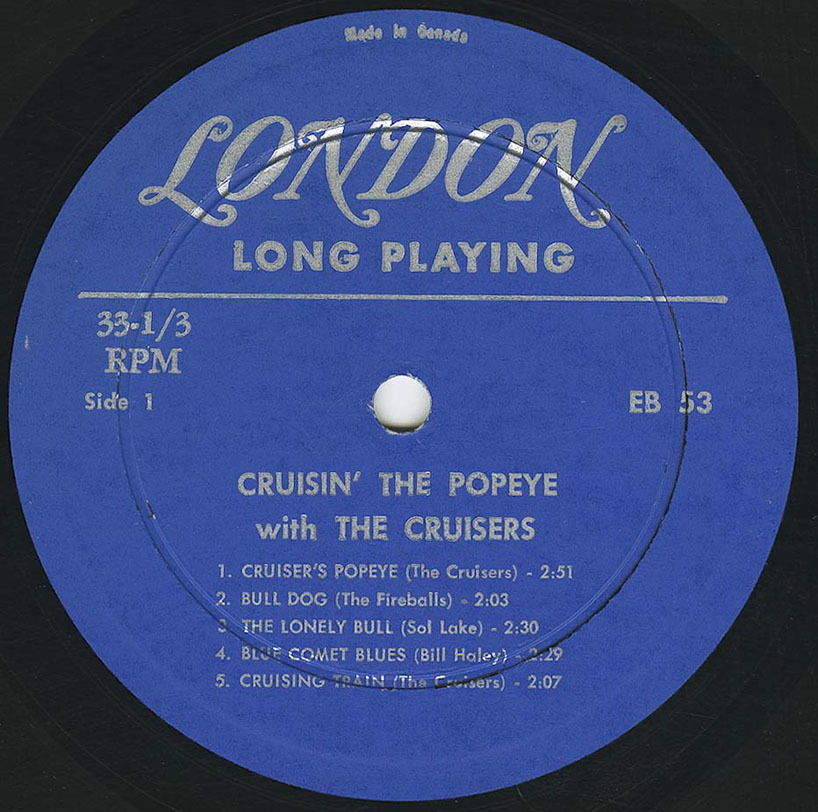 Made in Canada
LONDON
LONG PLAYING
33-1/3
RPM
Side 1
EB 53
CRUISIN' THE POPEYE
with THE CRUISERS
1. CRUISER'S POPEYE (The Cruisers) - 2:51
2. BULL DOG (The Fireballs) - 2:03
3 THE LONELY BULL (Sol Lake) - 2:30
4. BLUE COMET BLUES (Bill Haley) - 2:29
5. CRUISING TRAIN (The Cruisers) - 2:07